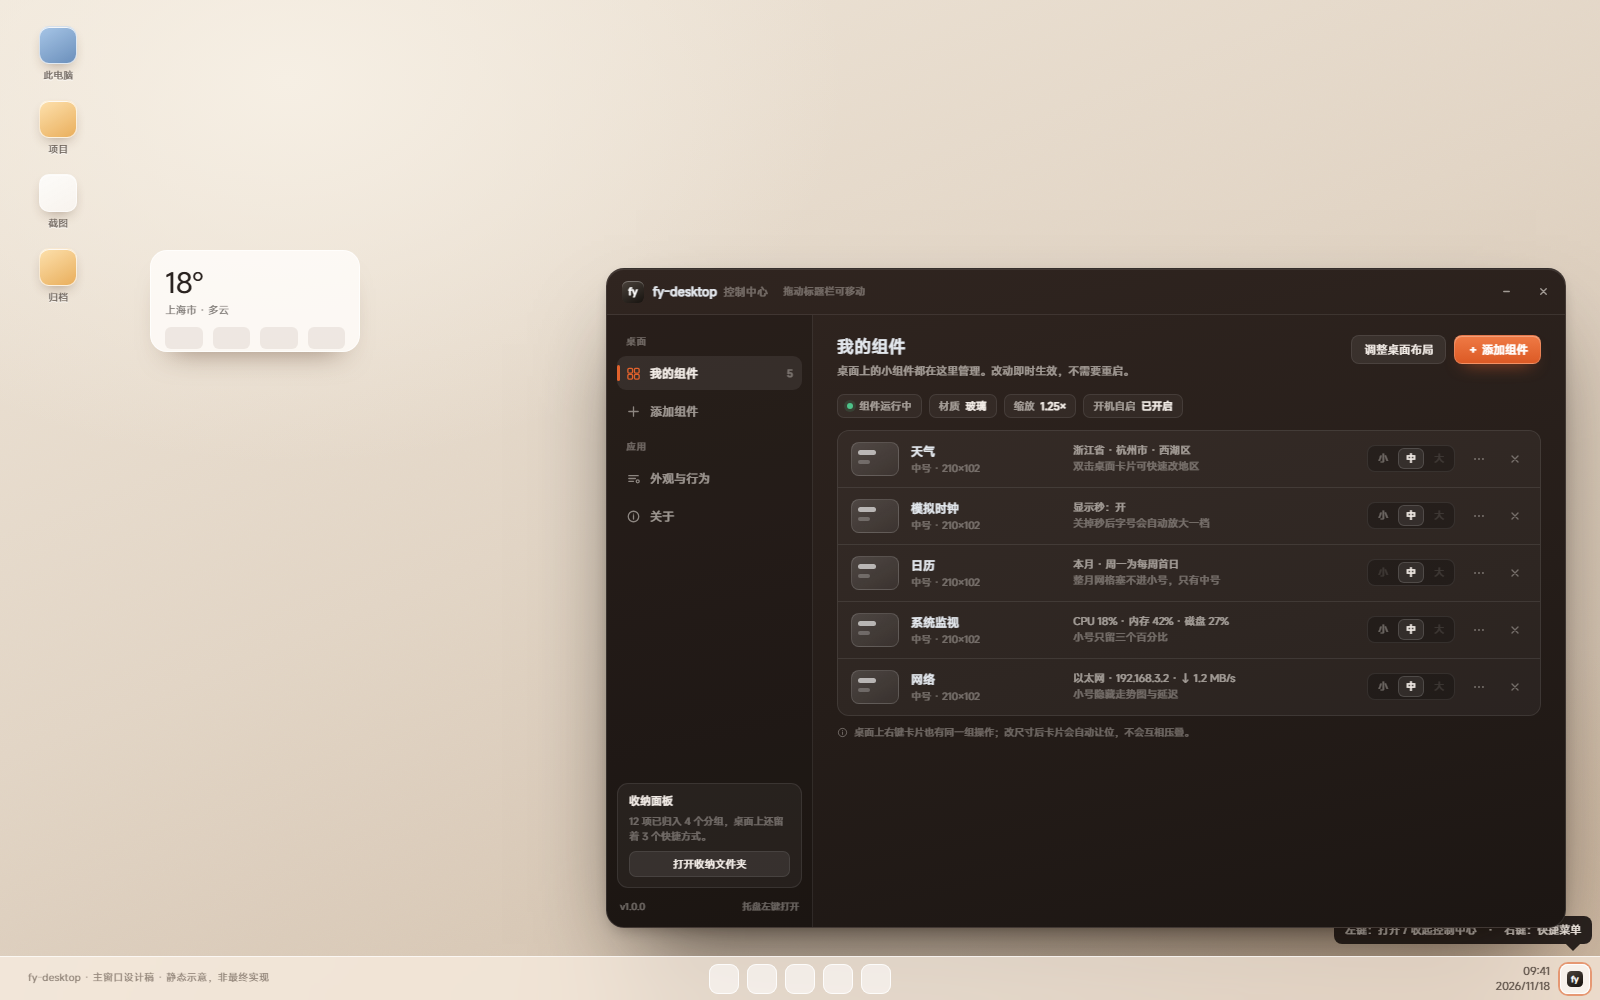 此电脑
项目
截图
归档
18°
上海市 · 多云
fy fy-desktop 控制中心 拖动标题栏可移动
桌面
我的组件 5
添加组件
应用
外观与行为
关于
收纳面板
12 项已归入 4 个分组，桌面上还留
着 3 个快捷方式。
打开收纳文件夹
v1.0.0 托盘左键打开
我的组件
桌面上的小组件都在这里管理。改动即时生效，不需要重启。
调整桌面布局
+ 添加组件
组件运行中
材质 玻璃
缩放 1.25×
开机自启 已开启
天气
中号 · 210×102
浙江省 · 杭州市 · 西湖区
双击桌面卡片可快速改地区
小 中 大
模拟时钟
中号 · 210×102
显示秒：开
关掉秒后字号会自动放大一档
小 中 大
日历
中号 · 210×102
本月 · 周一为每周首日
整月网格塞不进小号，只有中号
小 中 大
系统监视
中号 · 210×102
CPU 18% · 内存 42% · 磁盘 27%
小号只留三个百分比
小 中 大
网络
中号 · 210×102
以太网 · 192.168.3.2 · ↓ 1.2 MB/s
小号隐藏走势图与延迟
小 中 大
桌面上右键卡片也有同一组操作；改尺寸后卡片会自动让位，不会互相压叠。
左键：打开 / 收起控制中心 · 右键：快捷菜单
fy-desktop · 主窗口设计稿 · 静态示意，非最终实现
09:41
2026/11/18
fy